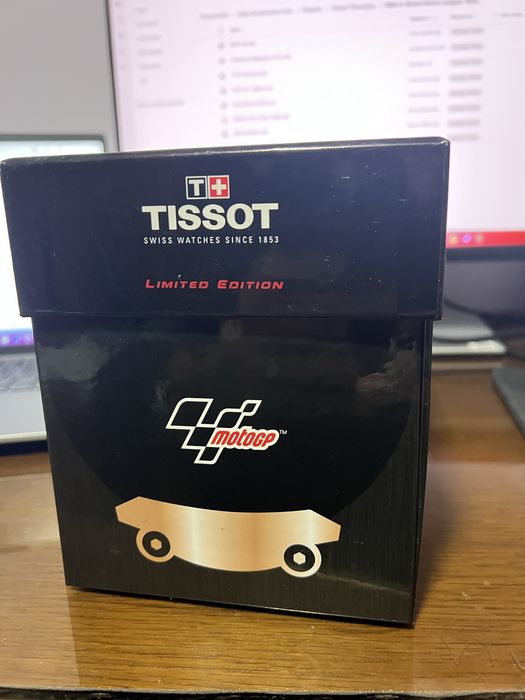 T+
TISSOT
SWISS WATCHES SINCE 1853
LIMITED EDITION
motoGP™